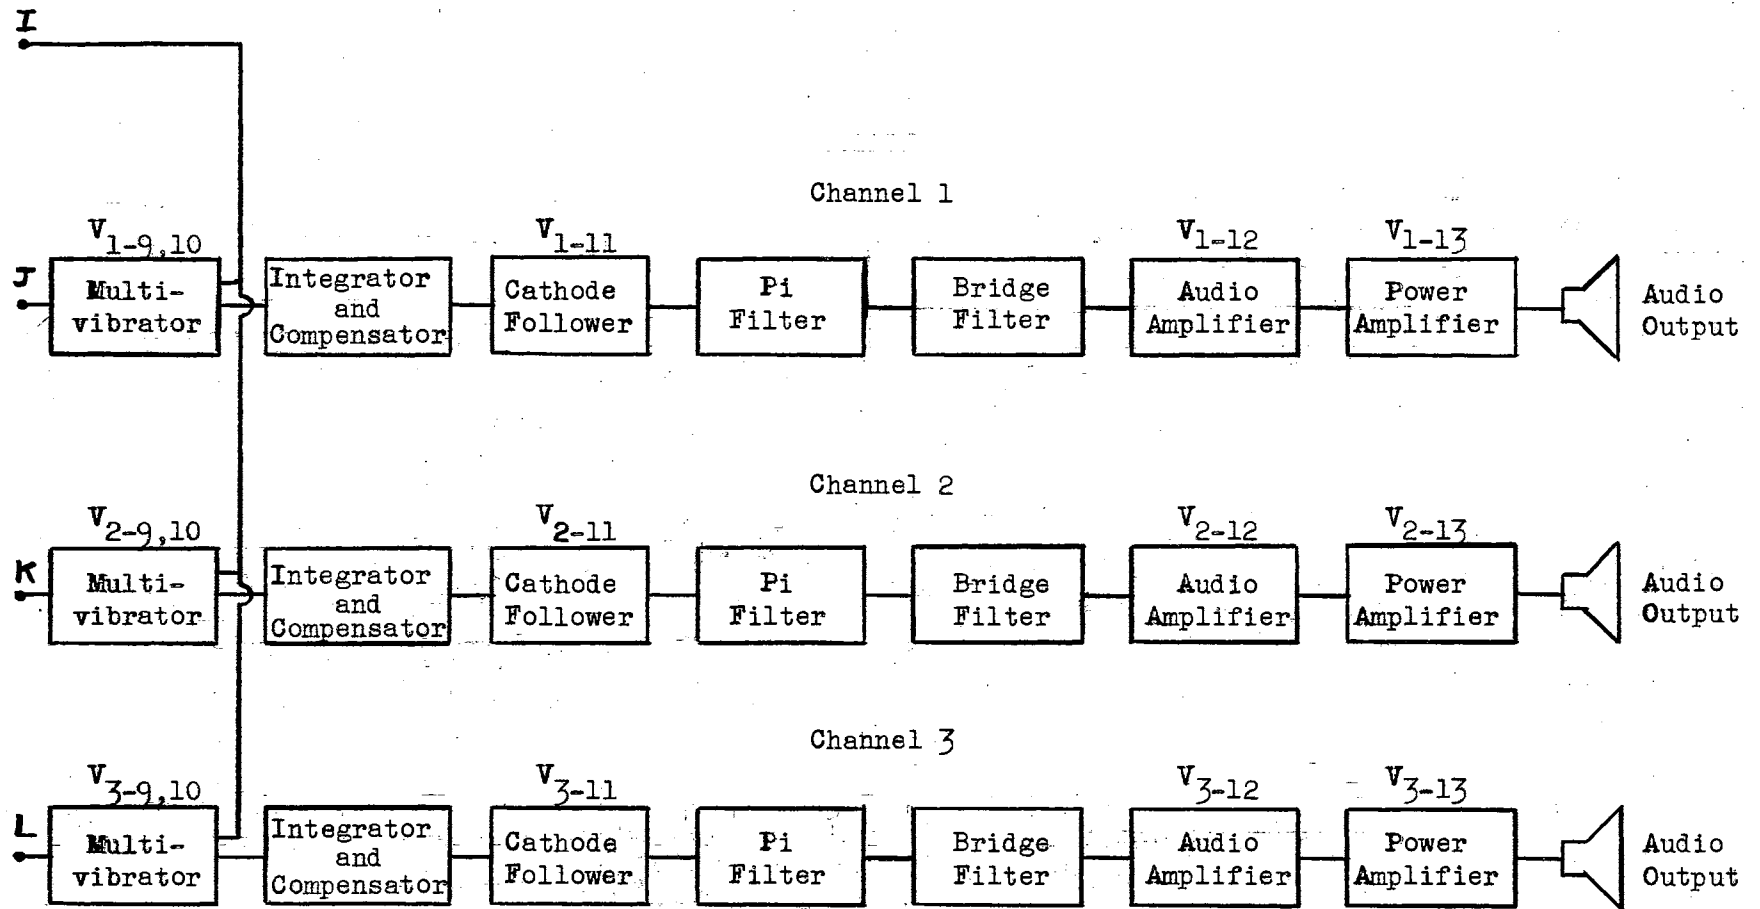 I
Channel 1
V1-9,10
V1-11
V1-12
V1-13
J
Multi-
vibrator
Integrator
and
Compensator
Cathode
Follower
Pi
Filter
Bridge
Filter
Audio
Amplifier
Power
Amplifier
Audio
Output
Channel 2
V2-9,10
V2-11
V2-12
V2-13
K
Multi-
vibrator
Integrator
and
Compensator
Cathode
Follower
Pi
Filter
Bridge
Filter
Audio
Amplifier
Power
Amplifier
Audio
Output
Channel 3
V3-9,10
V3-11
V3-12
V3-13
L
Multi-
vibrator
Integrator
and
Compensator
Cathode
Follower
Pi
Filter
Bridge
Filter
Audio
Amplifier
Power
Amplifier
Audio
Output